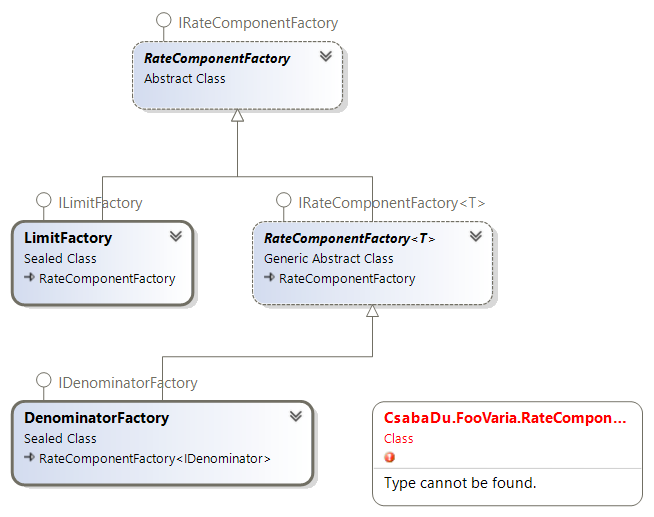 IRateComponentFactory
RateComponentFactory
Abstract Class
ILimitFactory
IRateComponentFactory<T>
LimitFactory
Sealed Class
RateComponentFactory
RateComponentFactory<T>
Generic Abstract Class
RateComponentFactory
IDenominatorFactory
DenominatorFactory
Sealed Class
RateComponentFactory<IDenominator>
CsabaDu.FooVaria.RateCompon...
Class
Type cannot be found.